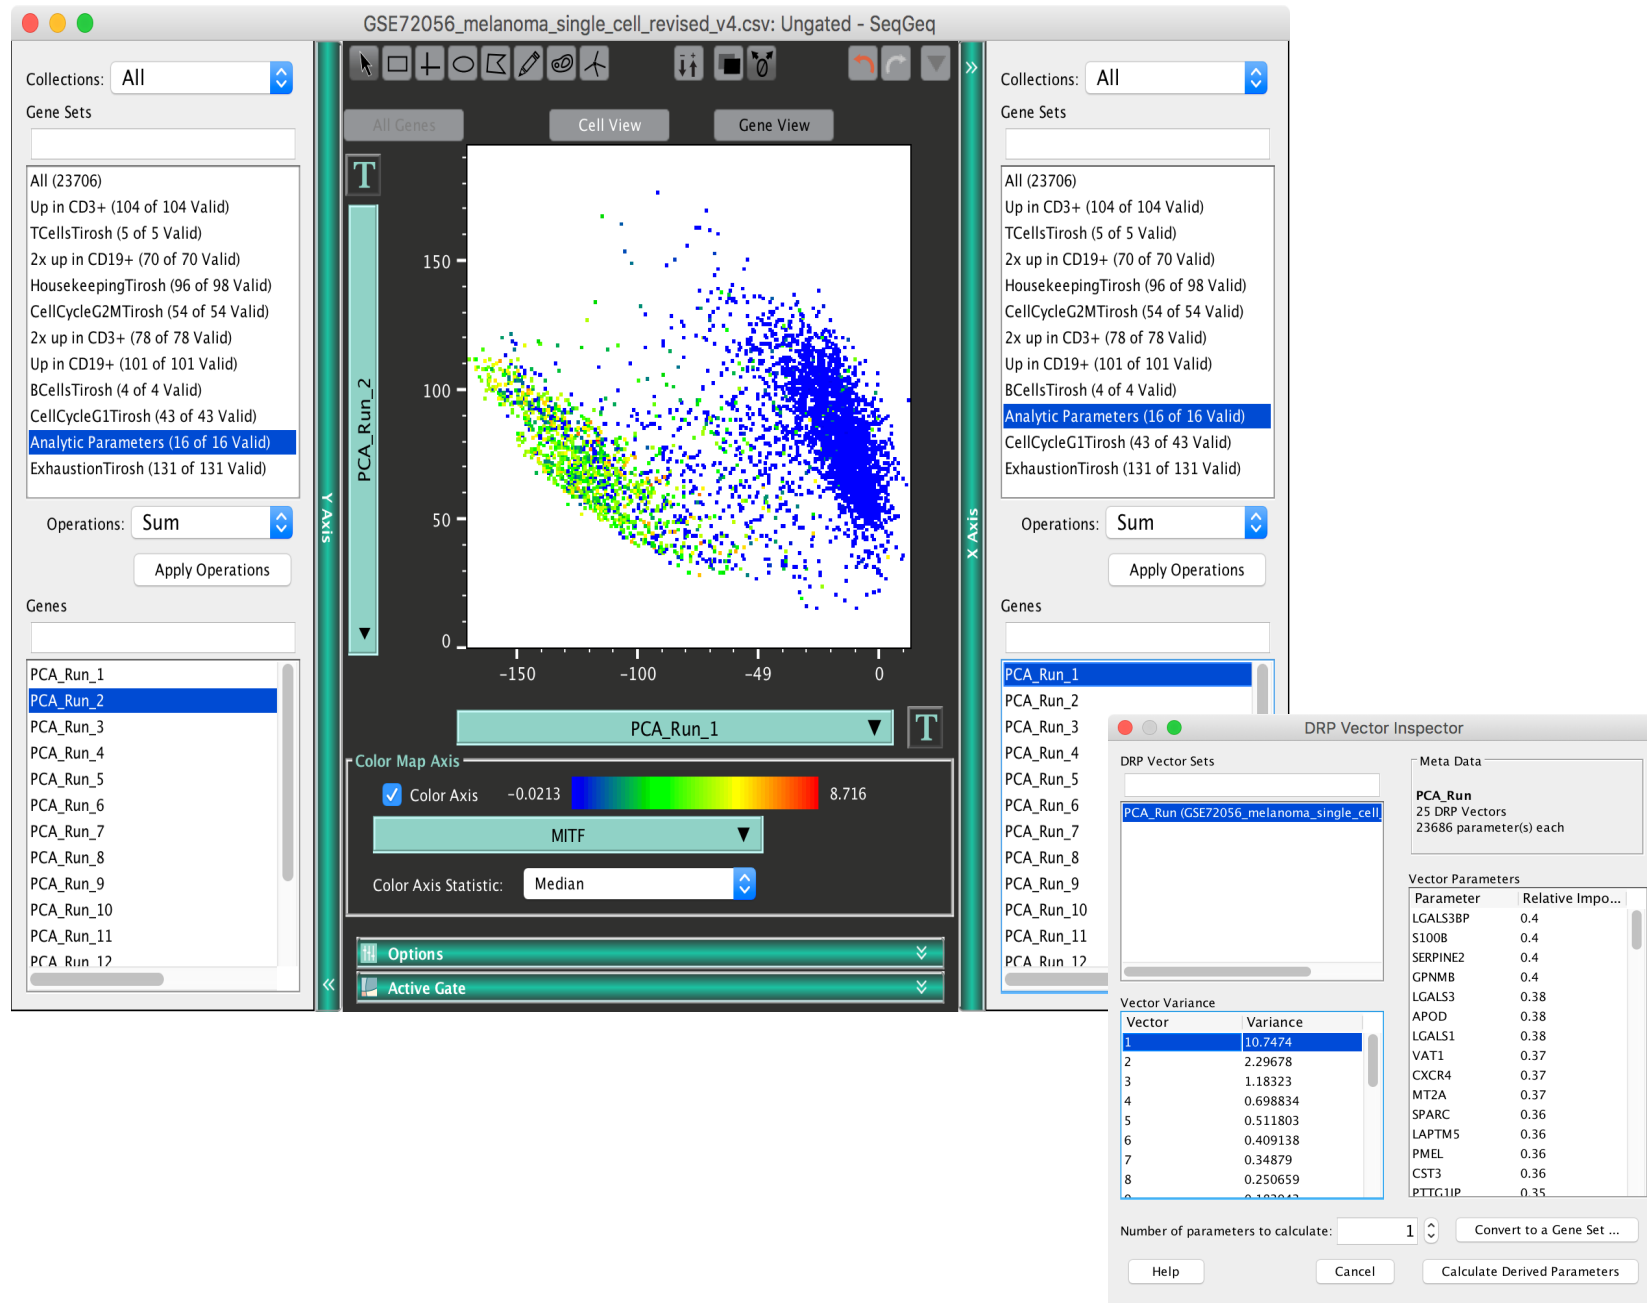 GSE72056_melanoma_single_cell_revised_v4.csv: Ungated - SeqGeq
Collections: All
Gene Sets
All (23706)
Up in CD3+ (104 of 104 Valid)
TCellsTirosh (5 of 5 Valid)
2x up in CD19+ (70 of 70 Valid)
HousekeepingTirosh (96 of 98 Valid)
CellCycleG2MTirosh (54 of 54 Valid)
2x up in CD3+ (78 of 78 Valid)
Up in CD19+ (101 of 101 Valid)
BCellsTirosh (4 of 4 Valid)
CellCycleG1Tirosh (43 of 43 Valid)
Analytic Parameters (16 of 16 Valid)
ExhaustionTirosh (131 of 131 Valid)
Operations: Sum
Apply Operations
Genes
PCA_Run_1
PCA_Run_2
PCA_Run_3
PCA_Run_4
PCA_Run_5
PCA_Run_6
PCA_Run_7
PCA_Run_8
PCA_Run_9
PCA_Run_10
PCA_Run_11
PCA_Run_12
Y Axis
All Genes
Cell View
Gene View
T
PCA_Run_2
150
100
50
0
-150
-100
-49
0
PCA_Run_1
T
Color Map Axis
Color Axis
-0.0213
8.716
MITF
Color Axis Statistic: Median
Options
Active Gate
X Axis
Collections: All
Gene Sets
All (23706)
Up in CD3+ (104 of 104 Valid)
TCellsTirosh (5 of 5 Valid)
2x up in CD19+ (70 of 70 Valid)
HousekeepingTirosh (96 of 98 Valid)
CellCycleG2MTirosh (54 of 54 Valid)
2x up in CD3+ (78 of 78 Valid)
Up in CD19+ (101 of 101 Valid)
BCellsTirosh (4 of 4 Valid)
Analytic Parameters (16 of 16 Valid)
CellCycleG1Tirosh (43 of 43 Valid)
ExhaustionTirosh (131 of 131 Valid)
Operations: Sum
Apply Operations
Genes
PCA_Run_1
PCA_Run_2
PCA_Run_3
PCA_Run_4
PCA_Run_5
PCA_Run_6
PCA_Run_7
PCA_Run_8
PCA_Run_9
PCA_Run_10
PCA_Run_11
PCA_Run_12
DRP Vector Inspector
DRP Vector Sets
PCA_Run (GSE72056_melanoma_single_cell_
Vector Variance
Vector Variance
1 10.7474
2 2.29678
3 1.18323
4 0.698834
5 0.511803
6 0.409138
7 0.34879
8 0.250659
Meta Data
PCA_Run
25 DRP Vectors
23686 parameter(s) each
Vector Parameters
Parameter Relative Impo...
LGALS3BP 0.4
S100B 0.4
SERPINE2 0.4
GPNMB 0.4
LGALS3 0.38
APOD 0.38
LGALS1 0.38
VAT1 0.37
CXCR4 0.37
MT2A 0.37
SPARC 0.36
LAPTM5 0.36
PMEL 0.36
CST3 0.36
PTTG1IP 0.35
Number of parameters to calculate: 1
Convert to a Gene Set ...
Help
Cancel
Calculate Derived Parameters